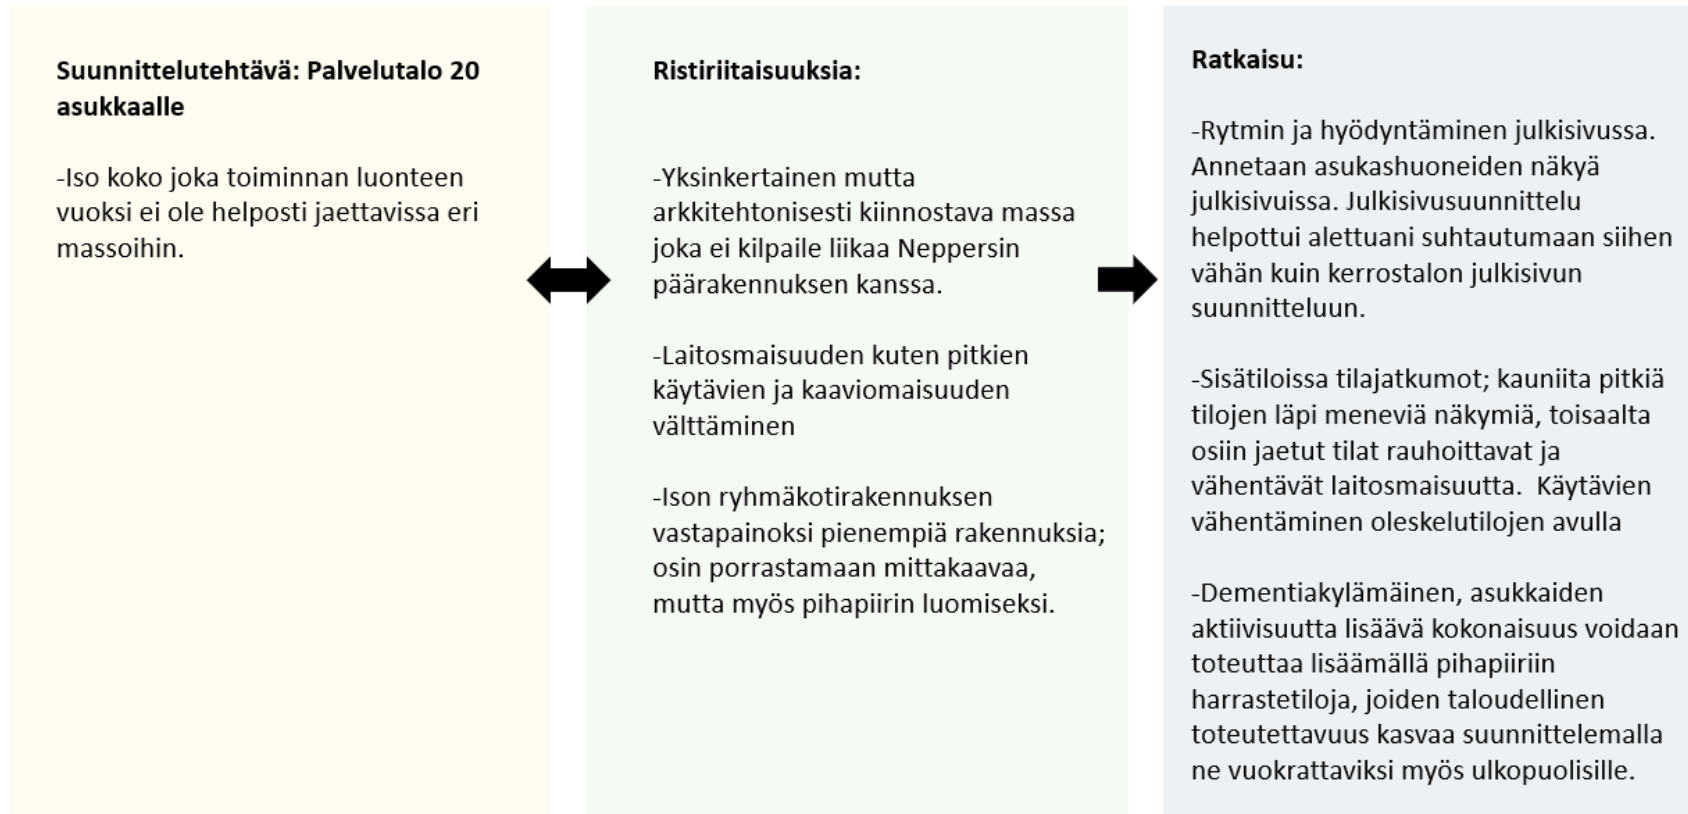 Suunnittelutehtävä: Palvelutalo 20
asukkaalle
-Iso koko joka toiminnan luonteen
vuoksi ei ole helposti jaettavissa eri
massoihin.
Ristiriitaisuuksia:
-Yksinkertainen mutta
arkkitehtonisesti kiinnostava massa
joka ei kilpaile liikaa Neppersin
päärakennuksen kanssa.
-Laitosmaisuuden kuten pitkien
käytävien ja kaaviomaisuuden
välttäminen
-Ison ryhmäkotirakennuksen
vastapainoksi pienempiä rakennuksia;
osin porrastamaan mittakaavaa,
mutta myös pihapiirin luomiseksi.
Ratkaisu:
-Rytmin ja hyödyntäminen julkisivussa.
Annetaan asukashuoneiden näkyä
julkisivuissa. Julkisivusuunnittelu
helpottui alettuani suhtautumaan siihen
vähän kuin kerrostalon julkisivun
suunnitteluun.
-Sisätiloissa tilajatkumot; kauniita pitkiä
tilojen läpi meneviä näkymiä, toisaalta
osiin jaetut tilat rauhoittavat ja
vähentävät laitosmaisuutta.  Käytävien
vähentäminen oleskelutilojen avulla
-Dementiakylämäinen, asukkaiden
aktiivisuutta lisäävä kokonaisuus voidaan
toteuttaa lisäämällä pihapiiriin
harrastetiloja, joiden taloudellinen
toteutettavuus kasvaa suunnittelemalla
ne vuokrattaviksi myös ulkopuolisille.